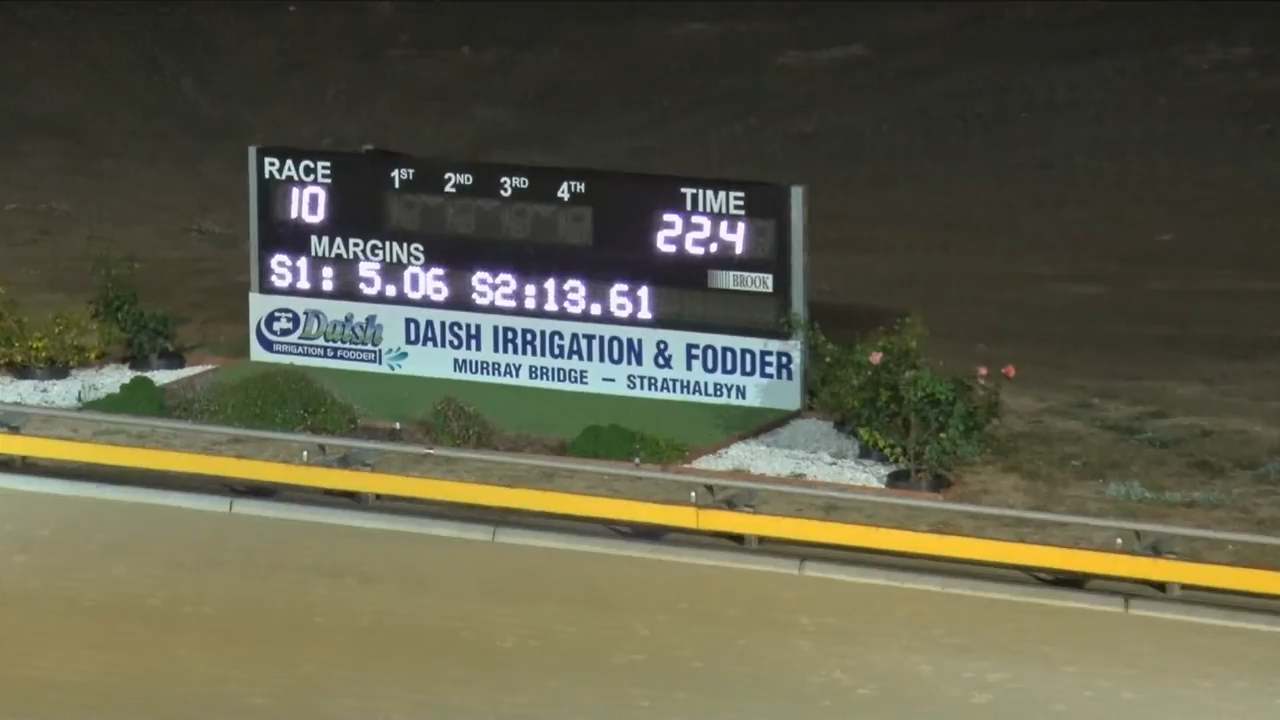 RACE 1ST 2ND 3RD 4TH TIME
10 22.4
MARGINS
BROOK
S1: 5.06 S2:13.61
Daish
IRRIGATION & FODDER
DAISH IRRIGATION & FODDER
MURRAY BRIDGE – STRATHALBYN